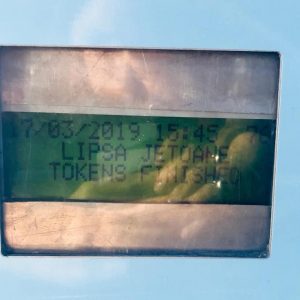 17/03/2019 15:45
LIPSA JETOANE
TOKENS FINISHED